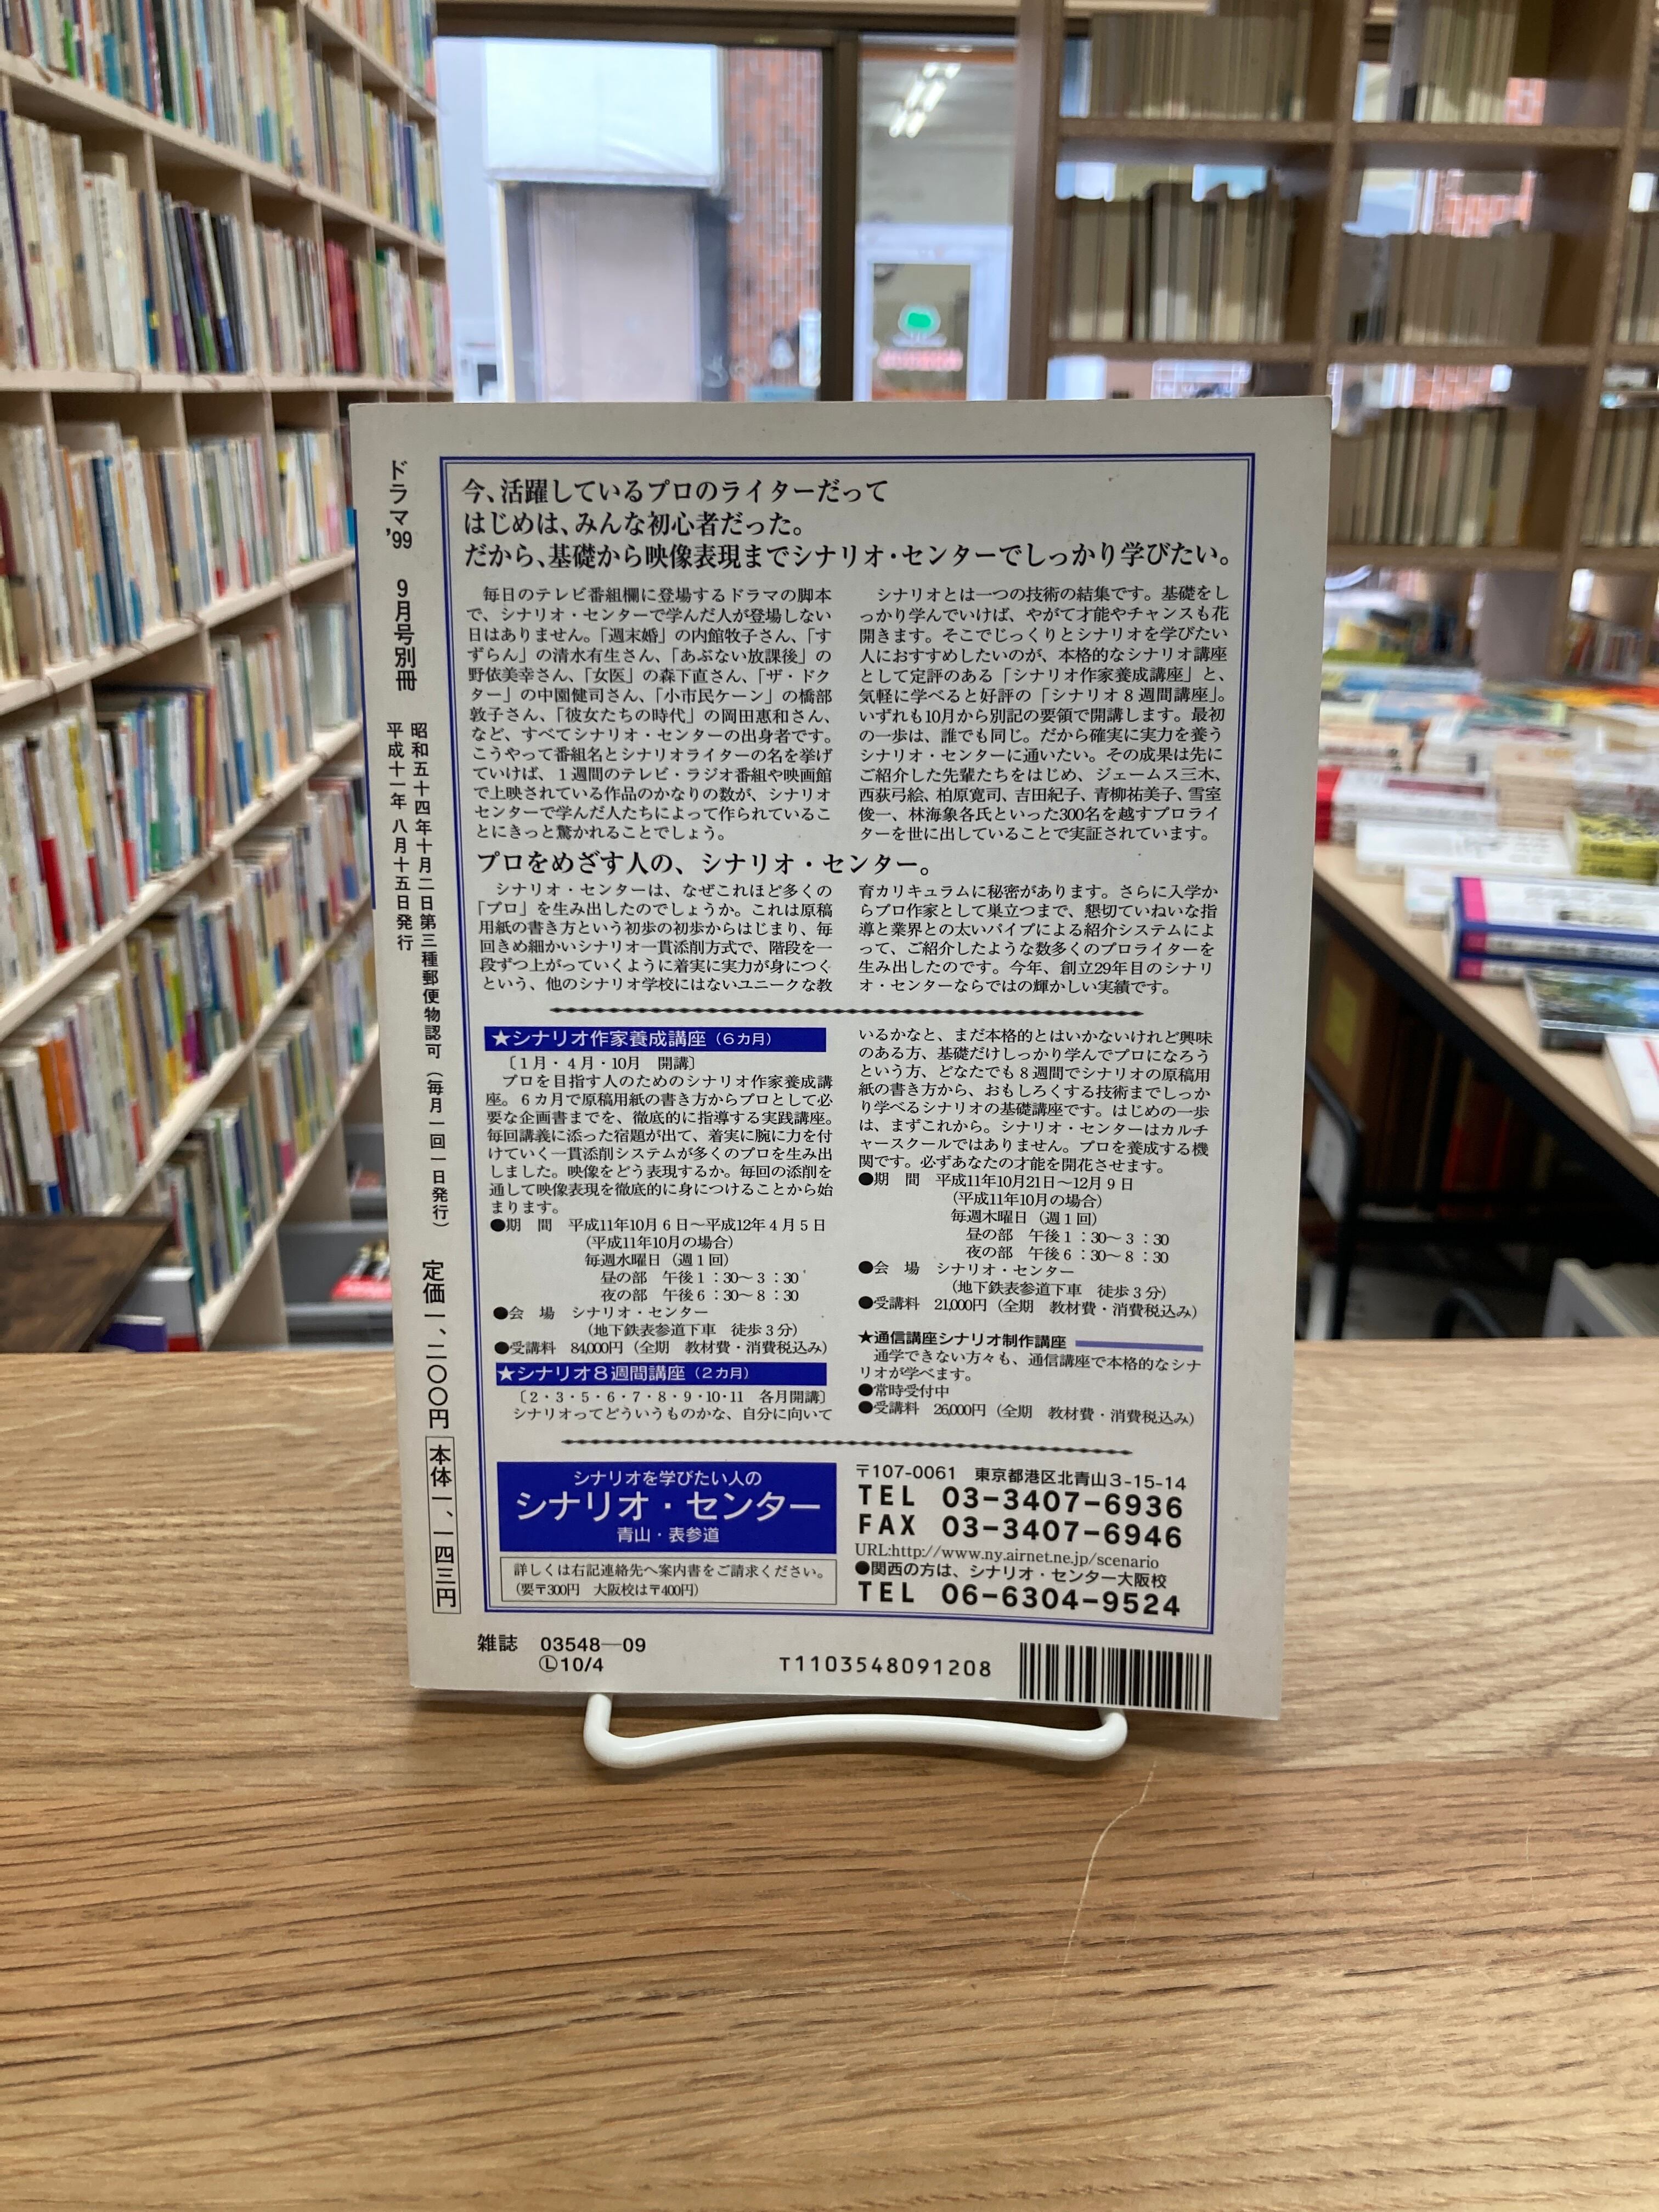 ドラマ'99　9月号別冊
昭和五十四年十月二日第三種郵便物認可（毎月一回一日発行）
平成十一年八月十五日発行
定価一、二〇〇円
本体一、一四三円
今、活躍しているプロのライターだって
はじめは、みんな初心者だった。
だから、基礎から映像表現までシナリオ・センターでしっかり学びたい。
毎日のテレビ番組欄に登場するドラマの脚本
で、シナリオ・センターで学んだ人が登場しない
日はありません。「週末婚」の内館牧子さん、「す
ずらん」の清水有生さん、「あぶない放課後」の
野依美幸さん、「女医」の森下直さん、「ザ・ドク
ター」の中園健司さん、「小市民ケーン」の橋部
敦子さん、「彼女たちの時代」の岡田惠和さん、
など、すべてシナリオ・センターの出身者です。
こうやって番組名とシナリオライターの名を挙げ
ていけば、1週間のテレビ・ラジオ番組や映画館
で上映されている作品のかなりの数が、シナリオ
センターで学んだ人たちによって作られているこ
とにきっと驚かれることでしょう。
シナリオとは一つの技術の結集です。基礎をし
っかり学んでいけば、やがて才能やチャンスも花
開きます。そこでじっくりとシナリオを学びたい
人におすすめしたいのが、本格的なシナリオ講座
として定評のある「シナリオ作家養成講座」と、
気軽に学べると好評の「シナリオ8週間講座」。
いずれも10月から別記の要領で開講します。最初
の一歩は、誰でも同じ。だから確実に実力を養う
シナリオ・センターに通いたい。その成果は先に
ご紹介した先輩たちをはじめ、ジェームス三木、
西荻弓絵、柏原寛司、吉田紀子、青柳祐美子、雪室
俊一、林海象各氏といった300名を越すプロライ
ターを世に出していることで実証されています。
プロをめざす人の、シナリオ・センター。
シナリオ・センターは、なぜこれほど多くの
「プロ」を生み出したのでしょうか。これは原稿
用紙の書き方という初歩の初歩からはじまり、毎
回きめ細かいシナリオ一貫添削方式で、階段を一
段ずつ上がっていくように着実に実力が身につく
という、他のシナリオ学校にはないユニークな教
育カリキュラムに秘密があります。さらに入学か
らプロ作家として巣立つまで、懇切ていねいな指
導と業界との太いパイプによる紹介システムによ
って、ご紹介したような数多くのプロライターを
生み出したのです。今年、創立29年目のシナリ
オ・センターならではの輝かしい実績です。
★シナリオ作家養成講座（6カ月）
〔1月・4月・10月　開講〕
プロを目指す人のためのシナリオ作家養成講
座。6カ月で原稿用紙の書き方からプロとして必
要な企画書までを、徹底的に指導する実践講座。
毎回講義に添った宿題が出て、着実に腕に力を付
けていく一貫添削システムが多くのプロを生み出
しました。映像をどう表現するか。毎回の添削を
通して映像表現を徹底的に身につけることから始
まります。
●期　間　平成11年10月6日〜平成12年4月5日
（平成11年10月の場合）
毎週水曜日（週1回）
昼の部　午後1：30〜3：30
夜の部　午後6：30〜8：30
●会　場　シナリオ・センター
（地下鉄表参道下車　徒歩3分）
●受講料　84,000円（全期　教材費・消費税込み）
★シナリオ8週間講座（2カ月）
〔2・3・5・6・7・8・9・10・11　各月開講〕
シナリオってどういうものかな、自分に向いて
いるかなと、まだ本格的とはいかないけれど興味
のある方、基礎だけしっかり学んでプロになろう
という方、どなたでも8週間でシナリオの原稿用
紙の書き方から、おもしろくする技術までしっか
り学べるシナリオの基礎講座です。はじめの一歩
は、まずこれから。シナリオ・センターはカルチ
ャースクールではありません。プロを養成する機
関です。必ずあなたの才能を開花させます。
●期　間　平成11年10月21日〜12月9日
（平成11年10月の場合）
毎週木曜日（週1回）
昼の部　午後1：30〜3：30
夜の部　午後6：30〜8：30
●会　場　シナリオ・センター
（地下鉄表参道下車　徒歩3分）
●受講料　21,000円（全期　教材費・消費税込み）
★通信講座シナリオ制作講座
通学できない方々も、通信講座で本格的なシナ
リオが学べます。
●常時受付中
●受講料　26,000円（全期　教材費・消費税込み）
シナリオを学びたい人の
シナリオ・センター
青山・表参道
詳しくは右記連絡先へ案内書をご請求ください。
（要〒300円　大阪校は〒400円）
〒107-0061　東京都港区北青山3-15-14
TEL　03-3407-6936
FAX　03-3407-6946
URL:http://www.ny.airnet.ne.jp/scenario
●関西の方は、シナリオ・センター大阪校
TEL　06-6304-9524
雑誌　03548—09
Ⓛ10/4
T1103548091208